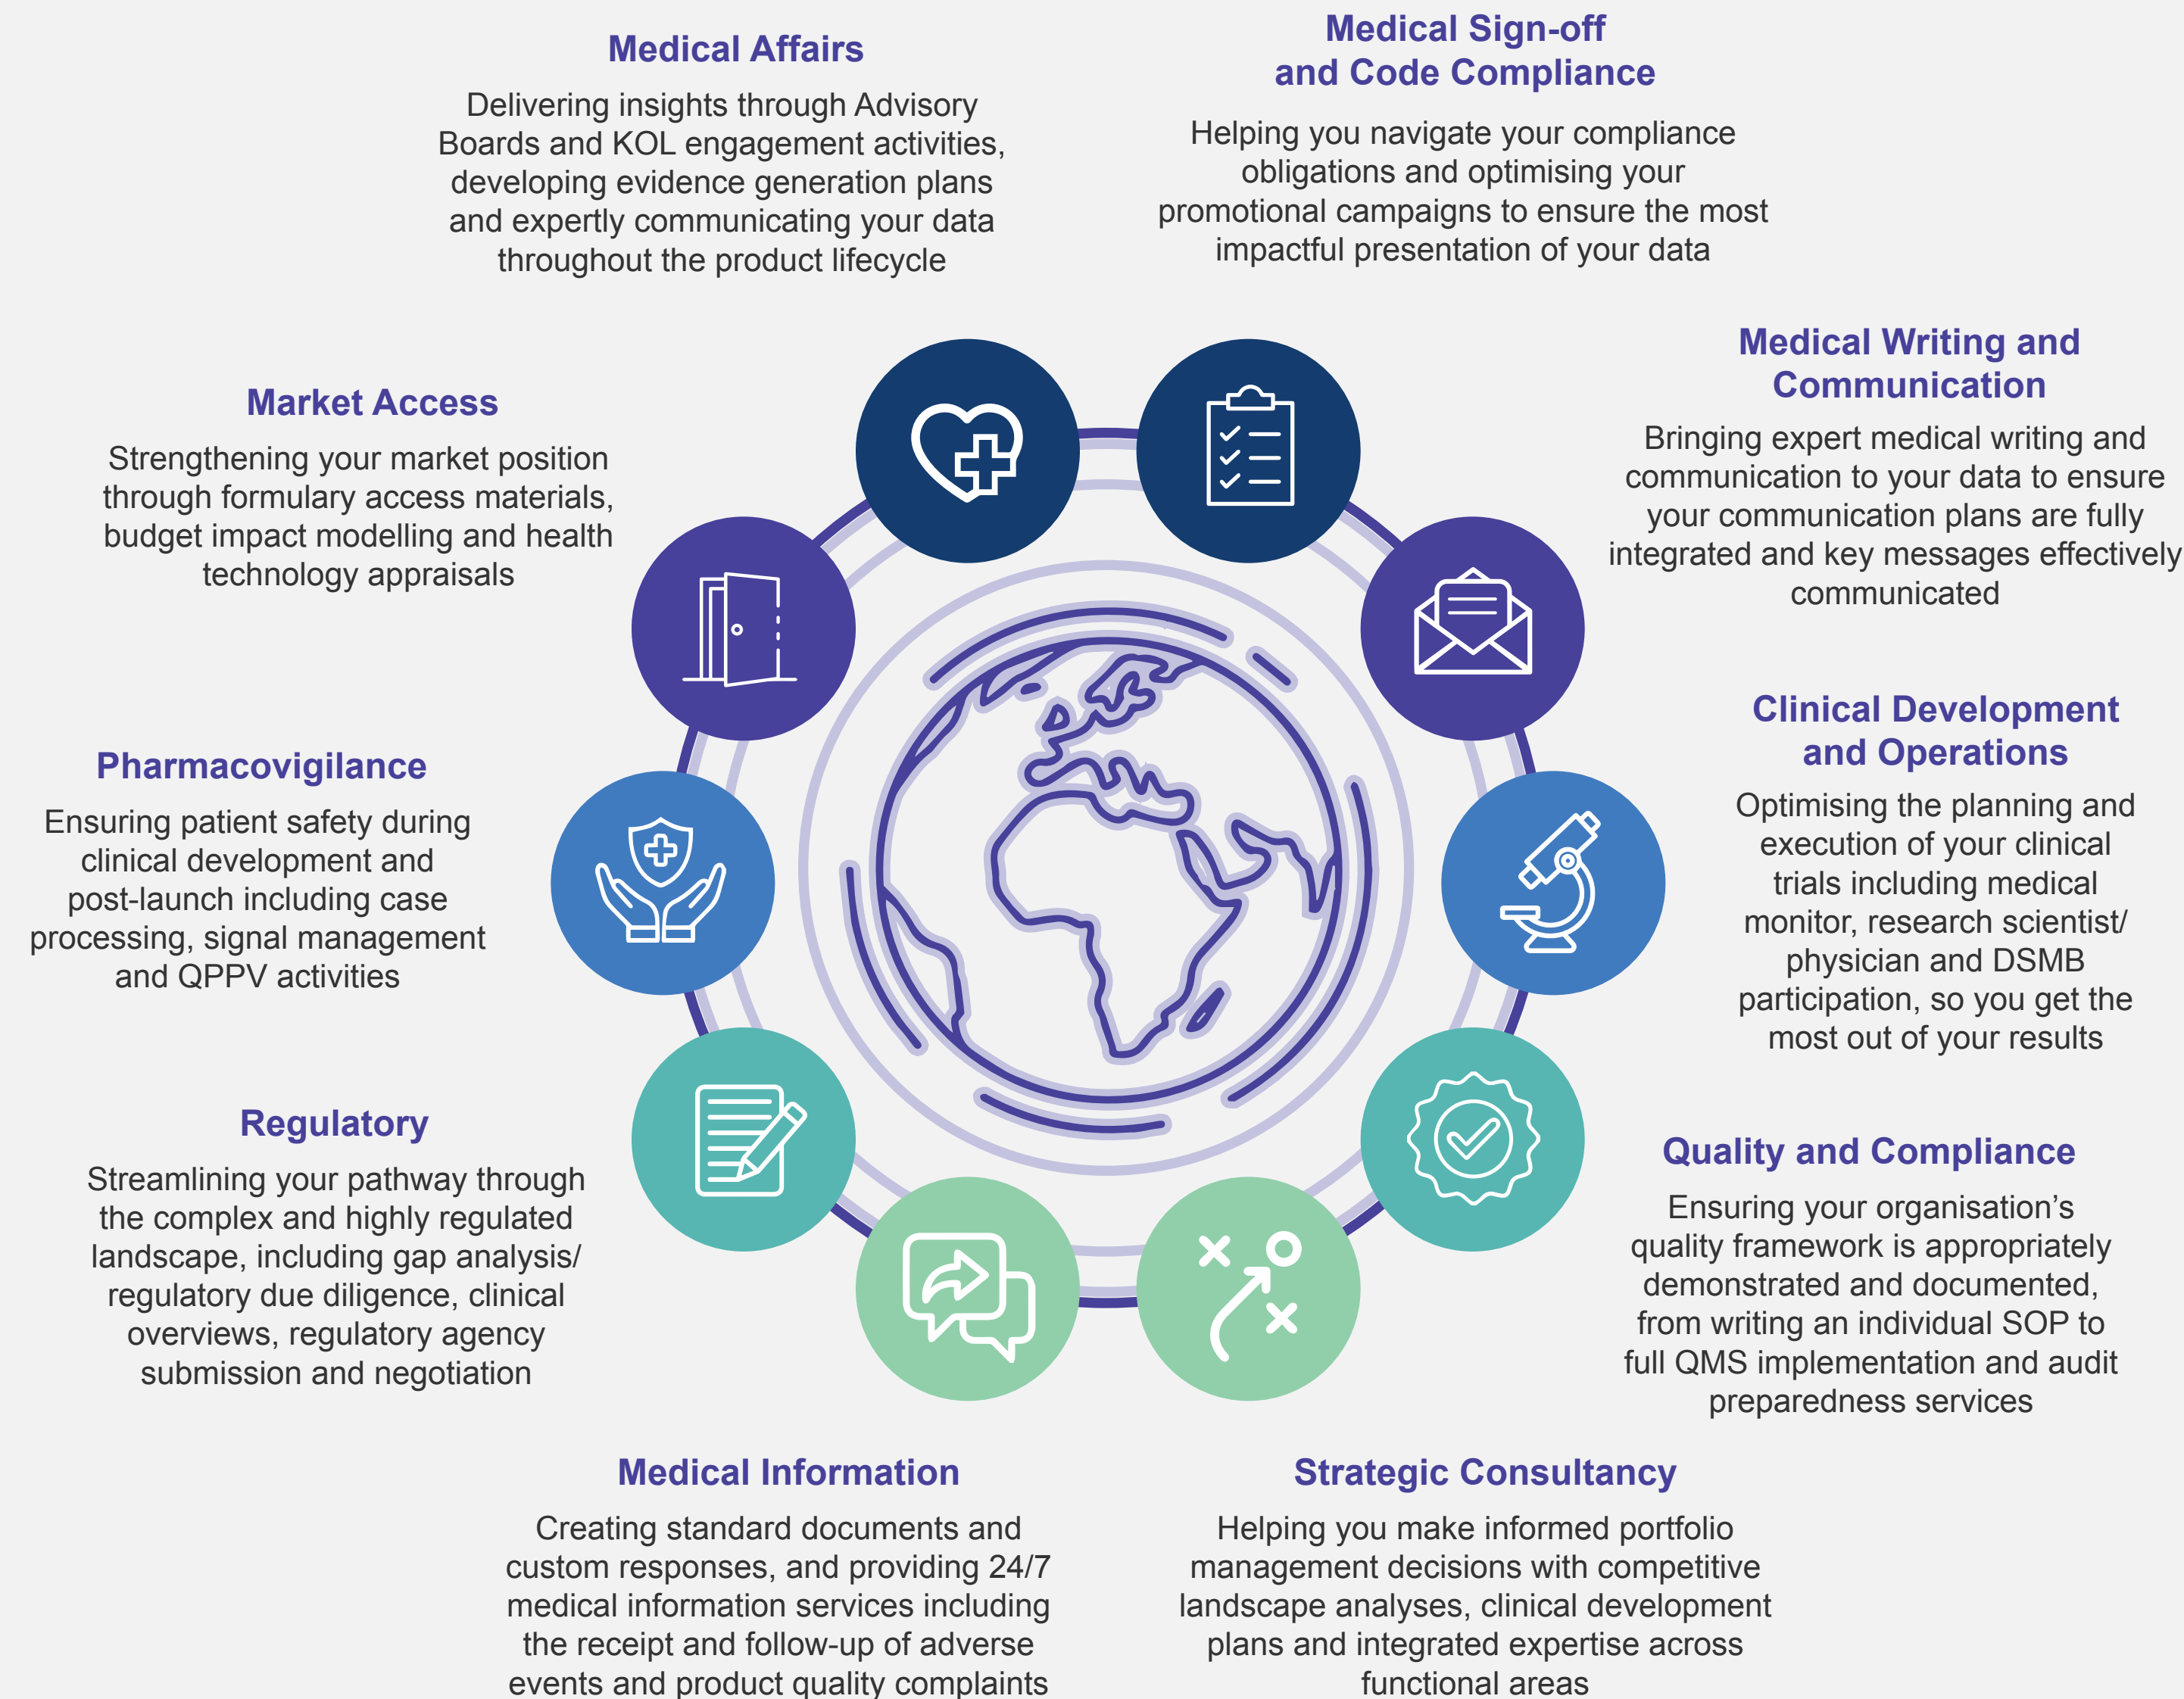 Medical Affairs
Delivering insights through Advisory
Boards and KOL engagement activities,
developing evidence generation plans
and expertly communicating your data
throughout the product lifecycle
Medical Sign-off
and Code Compliance
Helping you navigate your compliance
obligations and optimising your
promotional campaigns to ensure the most
impactful presentation of your data
Market Access
Strengthening your market position
through formulary access materials,
budget impact modelling and health
technology appraisals
Medical Writing and
Communication
Bringing expert medical writing and
communication to your data to ensure
your communication plans are fully
integrated and key messages effectively
communicated
Pharmacovigilance
Ensuring patient safety during
clinical development and
post-launch including case
processing, signal management
and QPPV activities
Clinical Development
and Operations
Optimising the planning and
execution of your clinical
trials including medical
monitor, research scientist/
physician and DSMB
participation, so you get the
most out of your results
Regulatory
Streamlining your pathway through
the complex and highly regulated
landscape, including gap analysis/
regulatory due diligence, clinical
overviews, regulatory agency
submission and negotiation
Quality and Compliance
Ensuring your organisation’s
quality framework is appropriately
demonstrated and documented,
from writing an individual SOP to
full QMS implementation and audit
preparedness services
Medical Information
Creating standard documents and
custom responses, and providing 24/7
medical information services including
the receipt and follow-up of adverse
events and product quality complaints
Strategic Consultancy
Helping you make informed portfolio
management decisions with competitive
landscape analyses, clinical development
plans and integrated expertise across
functional areas